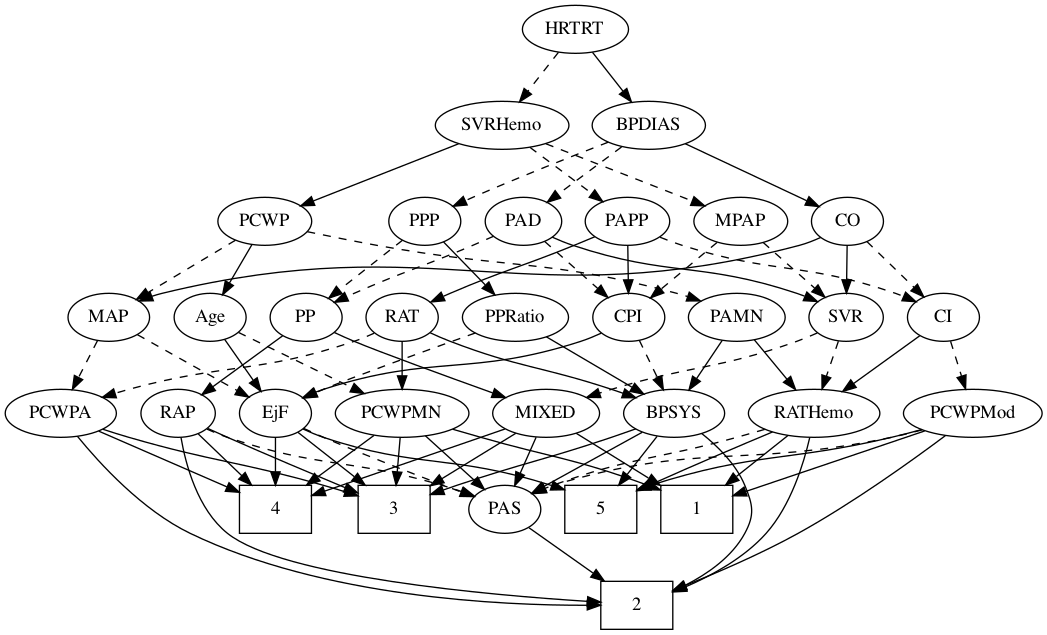 HRTRT
SVRHemo BPDIAS
PCWP PPP PAD PAPP MPAP CO
MAP Age PP RAT PPRatio CPI PAMN SVR CI
PCWPA RAP EjF PCWPMN MIXED BPSYS RATHemo PCWPMod
4 3 PAS 5 1
2